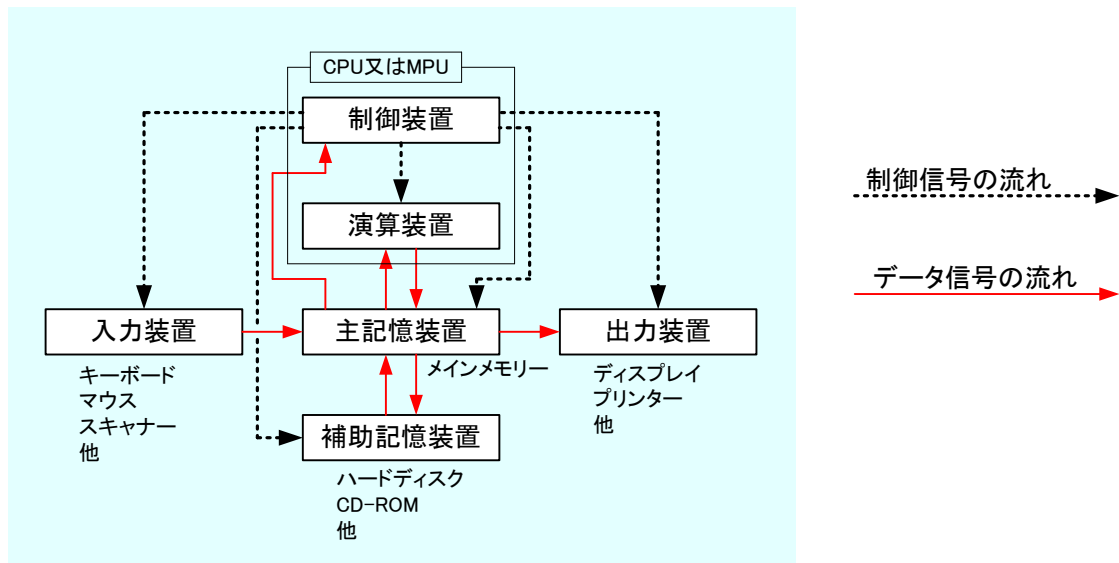 CPU又はMPU
制御装置
演算装置
入力装置
キーボード
マウス
スキャナー
他
主記憶装置
メインメモリー
出力装置
ディスプレイ
プリンター
他
補助記憶装置
ハードディスク
CD-ROM
他
制御信号の流れ
データ信号の流れ